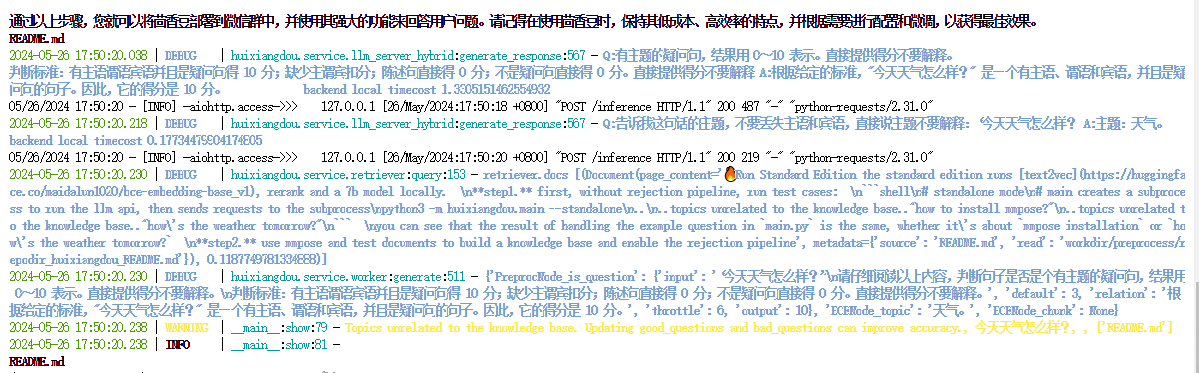 通过以上步骤，您就可以将茴香豆部署到微信群中，并使用其强大的功能来回答用户问题。请记得在使用茴香豆时，保持其低成本、高效率的特点，并根据需要进行配置和微调，以获得最佳效果。
README.md
2024-05-26 17:50:20.038 | DEBUG    | huixiangdou.service.llm_server_hybrid:generate_response:567 - Q:有主题的疑问句，结果用 0～10 表示。直接提供得分不要解释。
判断标准：有主语谓语宾语并且是疑问句得 10 分；缺少主谓宾扣分；陈述句直接得 0 分；不是疑问句直接得 0 分。直接提供得分不要解释 A:根据给定的标准，"今天天气怎么样？" 是一个有主语、谓语和宾语，并且是疑
问句的句子。因此，它的得分是 10 分。        backend local timecost 1.3305151462554932
05/26/2024 17:50:20 - [INFO] -aiohttp.access->>>    127.0.0.1 [26/May/2024:17:50:18 +0800] "POST /inference HTTP/1.1" 200 487 "-" "python-requests/2.31.0"
2024-05-26 17:50:20.218 | DEBUG    | huixiangdou.service.llm_server_hybrid:generate_response:567 - Q:告诉我这句话的主题，不要丢失主语和宾语，直接说主题不要解释： 今天天气怎么样？ A:主题：天气。
backend local timecost 0.17734479904174805
05/26/2024 17:50:20 - [INFO] -aiohttp.access->>>    127.0.0.1 [26/May/2024:17:50:20 +0800] "POST /inference HTTP/1.1" 200 219 "-" "python-requests/2.31.0"
2024-05-26 17:50:20.230 | DEBUG    | huixiangdou.service.retriever:query:153 - retriever.docs [(Document(page_content='🔥Run Standard Edition the standard edition runs [text2vec](https://huggingfa
ce.co/maidalun1020/bce-embedding-base_v1), rerank and a 7b model locally.  \n**step1.** first, without rejection pipeline, run test cases:  \n```shell\n# standalone mode\n# main creates a subproce
ss to run the llm api, then sends requests to the subprocess\npython3 -m huixiangdou.main --standalone\n..\n..topics unrelated to the knowledge base.."how to install mmpose?"\n..topics unrelated t
o the knowledge base.."how\'s the weather tomorrow?"\n```  \nyou can see that the result of handling the example question in `main.py` is the same, whether it\'s about `mmpose installation` or `ho
w\'s the weather tomorrow?`  \n**step2.** use mmpose and test documents to build a knowledge base and enable the rejection pipeline', metadata={'source': 'README.md', 'read': 'workdir/preprocess/r
epodir_huixiangdou_README.md'}), 0.1187749781334888)]
2024-05-26 17:50:20.230 | DEBUG    | huixiangdou.service.worker:generate:511 - {'PreprocNode_is_question': {'input': ' 今天天气怎么样？'\n请仔细阅读以上内容，判断句子是否是个有主题的疑问句，结果用
0～10 表示。直接提供得分不要解释。\n判断标准：有主语谓语宾语并且是疑问句得 10 分；缺少主谓宾扣分；陈述句直接得 0 分；不是疑问句直接得 0 分。直接提供得分不要解释。', 'default': 3, 'relation': '根
据给定的标准，"今天天气怎么样？" 是一个有主语、谓语和宾语，并且是疑问句的句子。因此，它的得分是 10 分。', 'throttle': 6, 'output': 10}, 'ECENode_topic': '天气。', 'ECENode_chunk': None}
2024-05-26 17:50:20.238 | WARNING  | __main__:show:79 - Topics unrelated to the knowledge base. Updating good_questions and bad_questions can improve accuracy., 今天天气怎么样？, , ['README.md']
2024-05-26 17:50:20.238 | INFO     | __main__:show:81 -
README.md